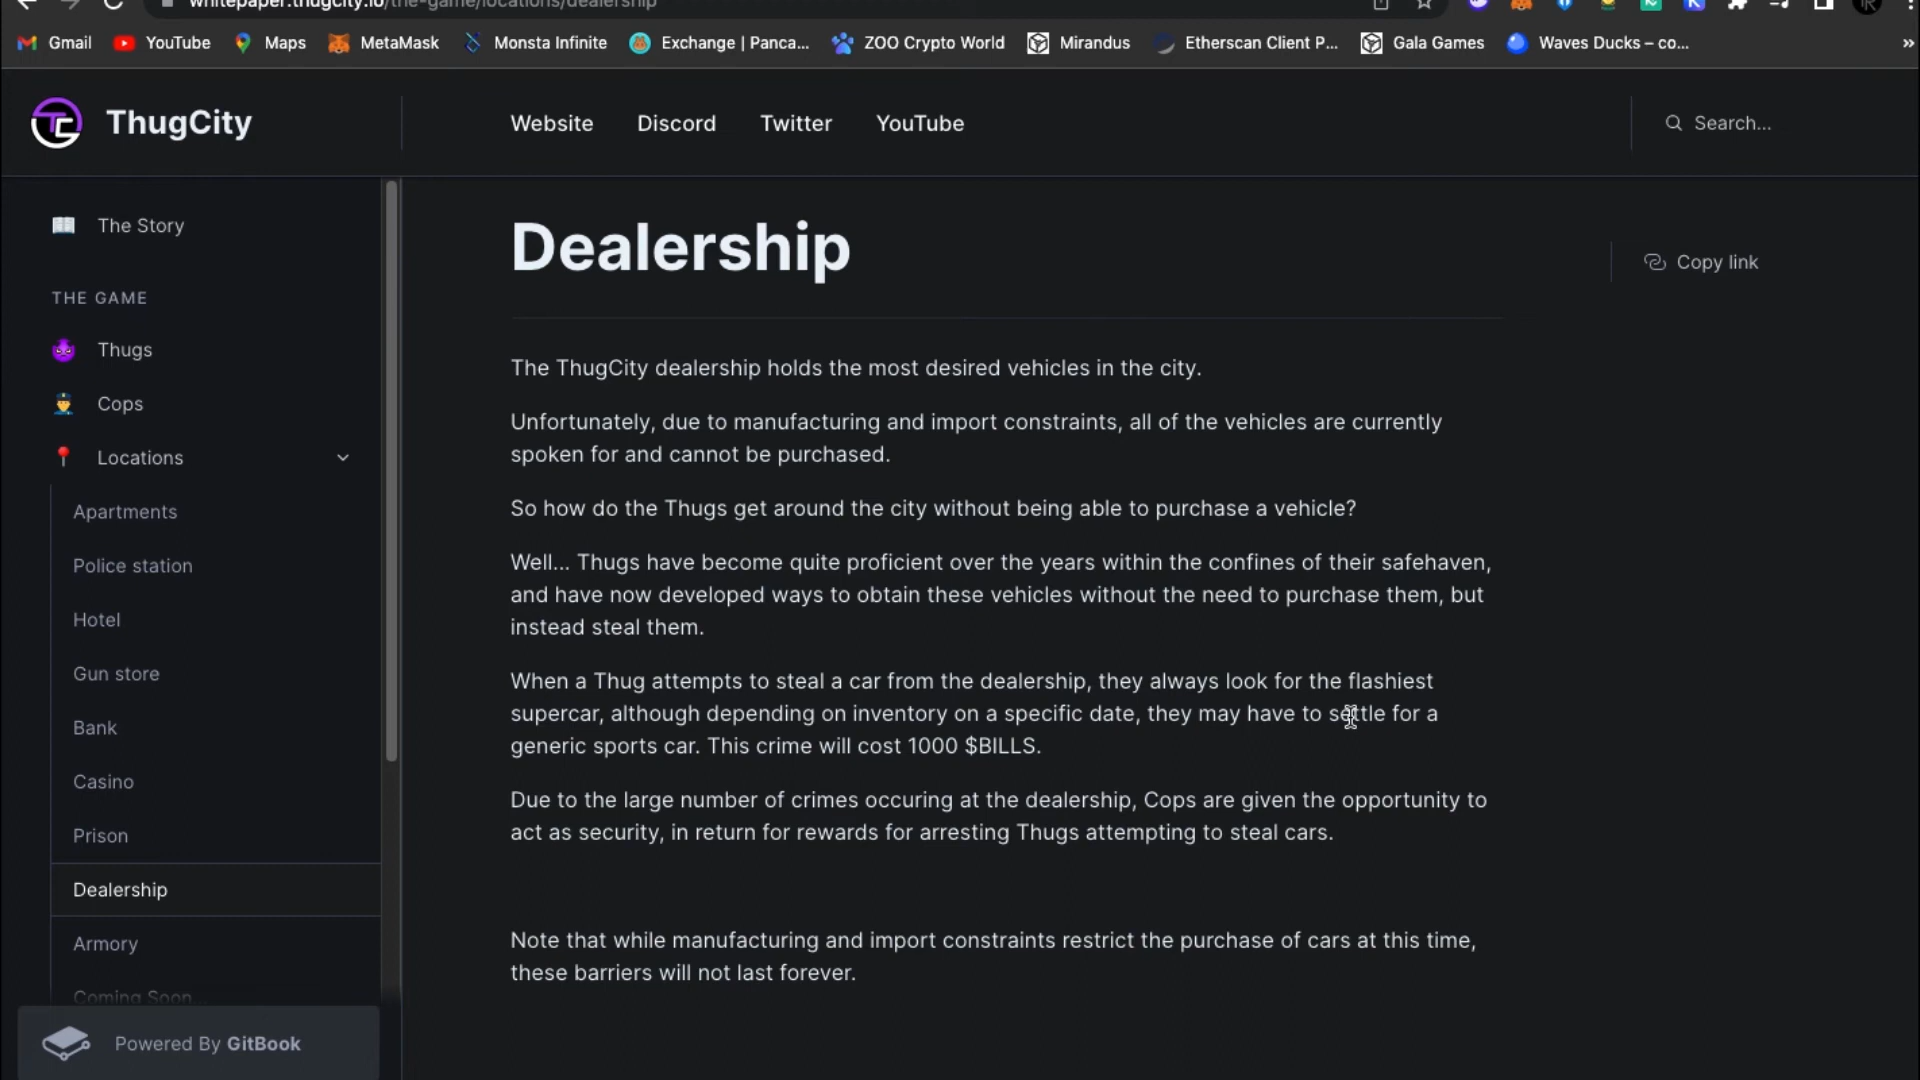 whitepaper.thugcity.io/the-game/locations/dealership
Gmail YouTube Maps MetaMask Monsta Infinite Exchange | Panca... ZOO Crypto World Mirandus Etherscan Client P... Gala Games Waves Ducks – co... »
ThugCity Website Discord Twitter YouTube Search...
The Story
THE GAME
Thugs
Cops
Locations
Apartments
Police station
Hotel
Gun store
Bank
Casino
Prison
Dealership
Armory
Coming Soon...
Powered By GitBook
Dealership
Copy link
The ThugCity dealership holds the most desired vehicles in the city.
Unfortunately, due to manufacturing and import constraints, all of the vehicles are currently
spoken for and cannot be purchased.
So how do the Thugs get around the city without being able to purchase a vehicle?
Well... Thugs have become quite proficient over the years within the confines of their safehaven,
and have now developed ways to obtain these vehicles without the need to purchase them, but
instead steal them.
When a Thug attempts to steal a car from the dealership, they always look for the flashiest
supercar, although depending on inventory on a specific date, they may have to settle for a
generic sports car. This crime will cost 1000 $BILLS.
Due to the large number of crimes occuring at the dealership, Cops are given the opportunity to
act as security, in return for rewards for arresting Thugs attempting to steal cars.
Note that while manufacturing and import constraints restrict the purchase of cars at this time,
these barriers will not last forever.